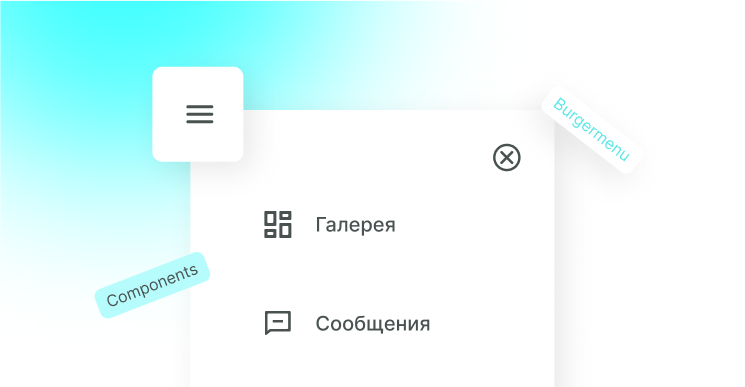 Burgermenu
Галерея
Components
Сообщения